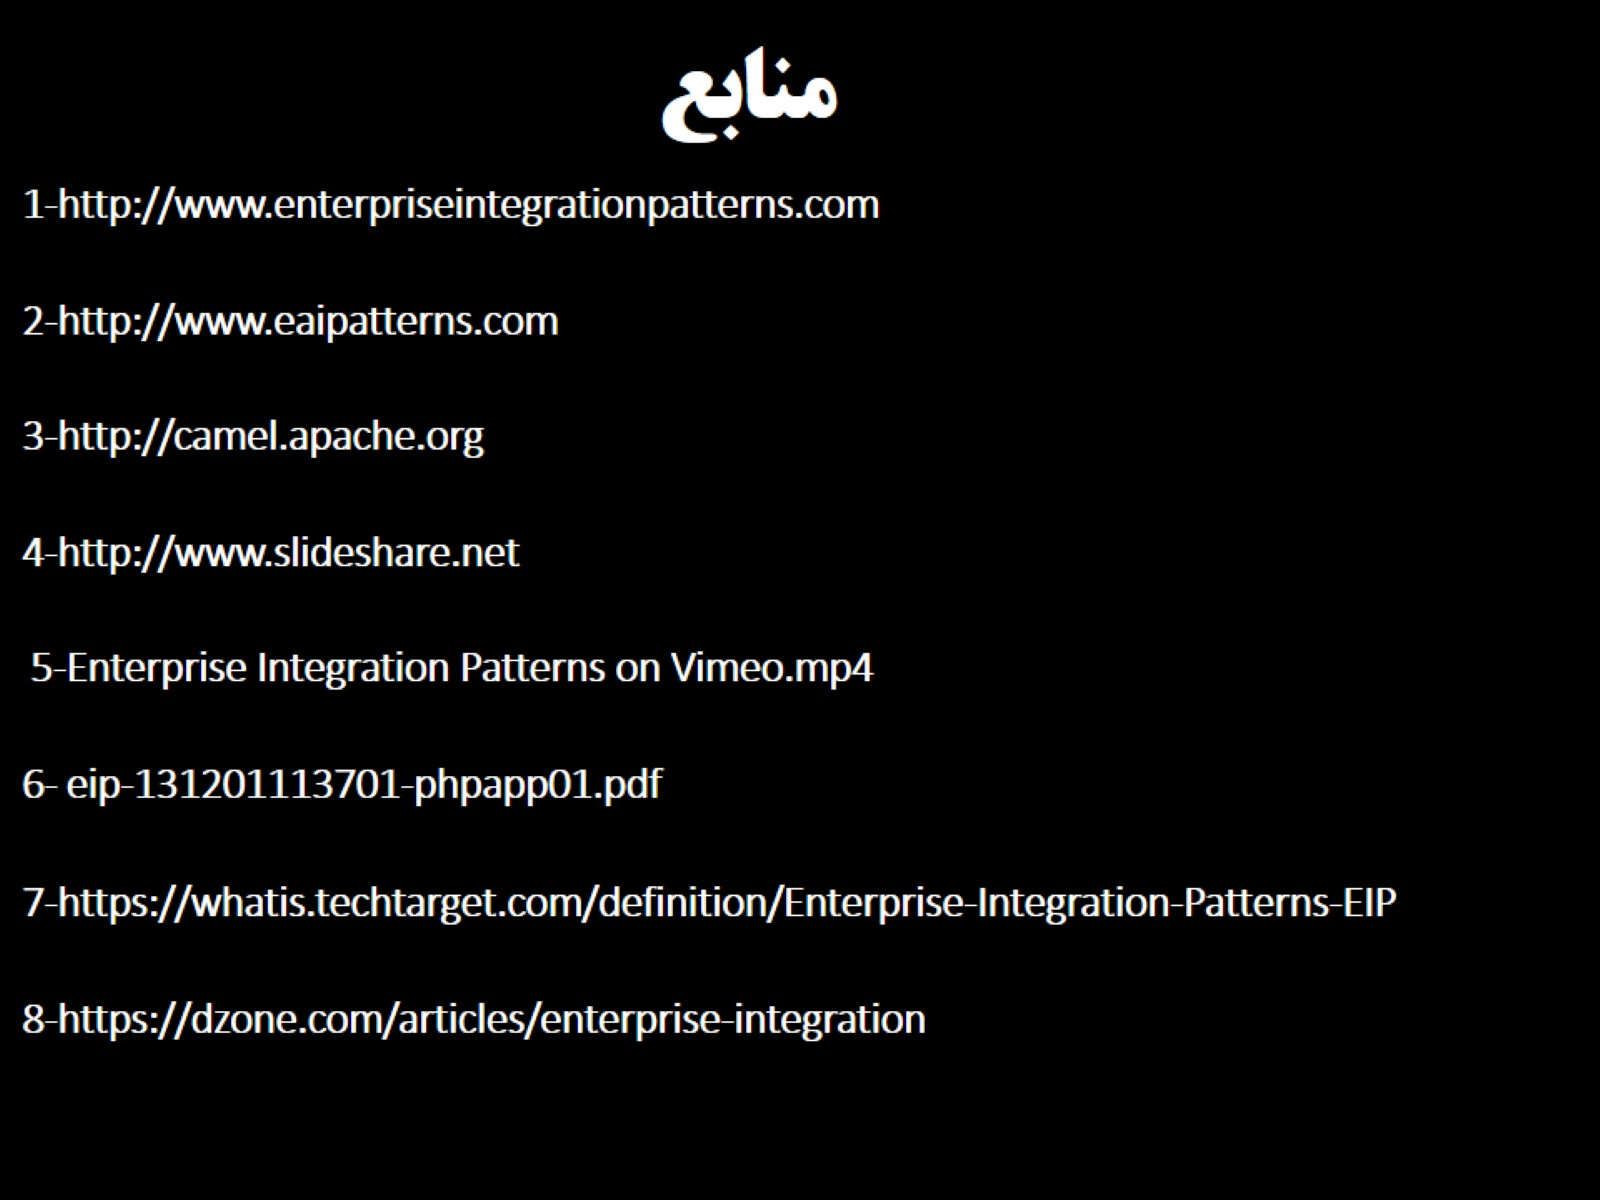 منابع
1-http://www.enterpriseintegrationpatterns.com
2-http://www.eaipatterns.com
3-http://camel.apache.org
4-http://www.slideshare.net
5-Enterprise Integration Patterns on Vimeo.mp4
6- eip-131201113701-phpapp01.pdf
7-https://whatis.techtarget.com/definition/Enterprise-Integration-Patterns-EIP
8-https://dzone.com/articles/enterprise-integration